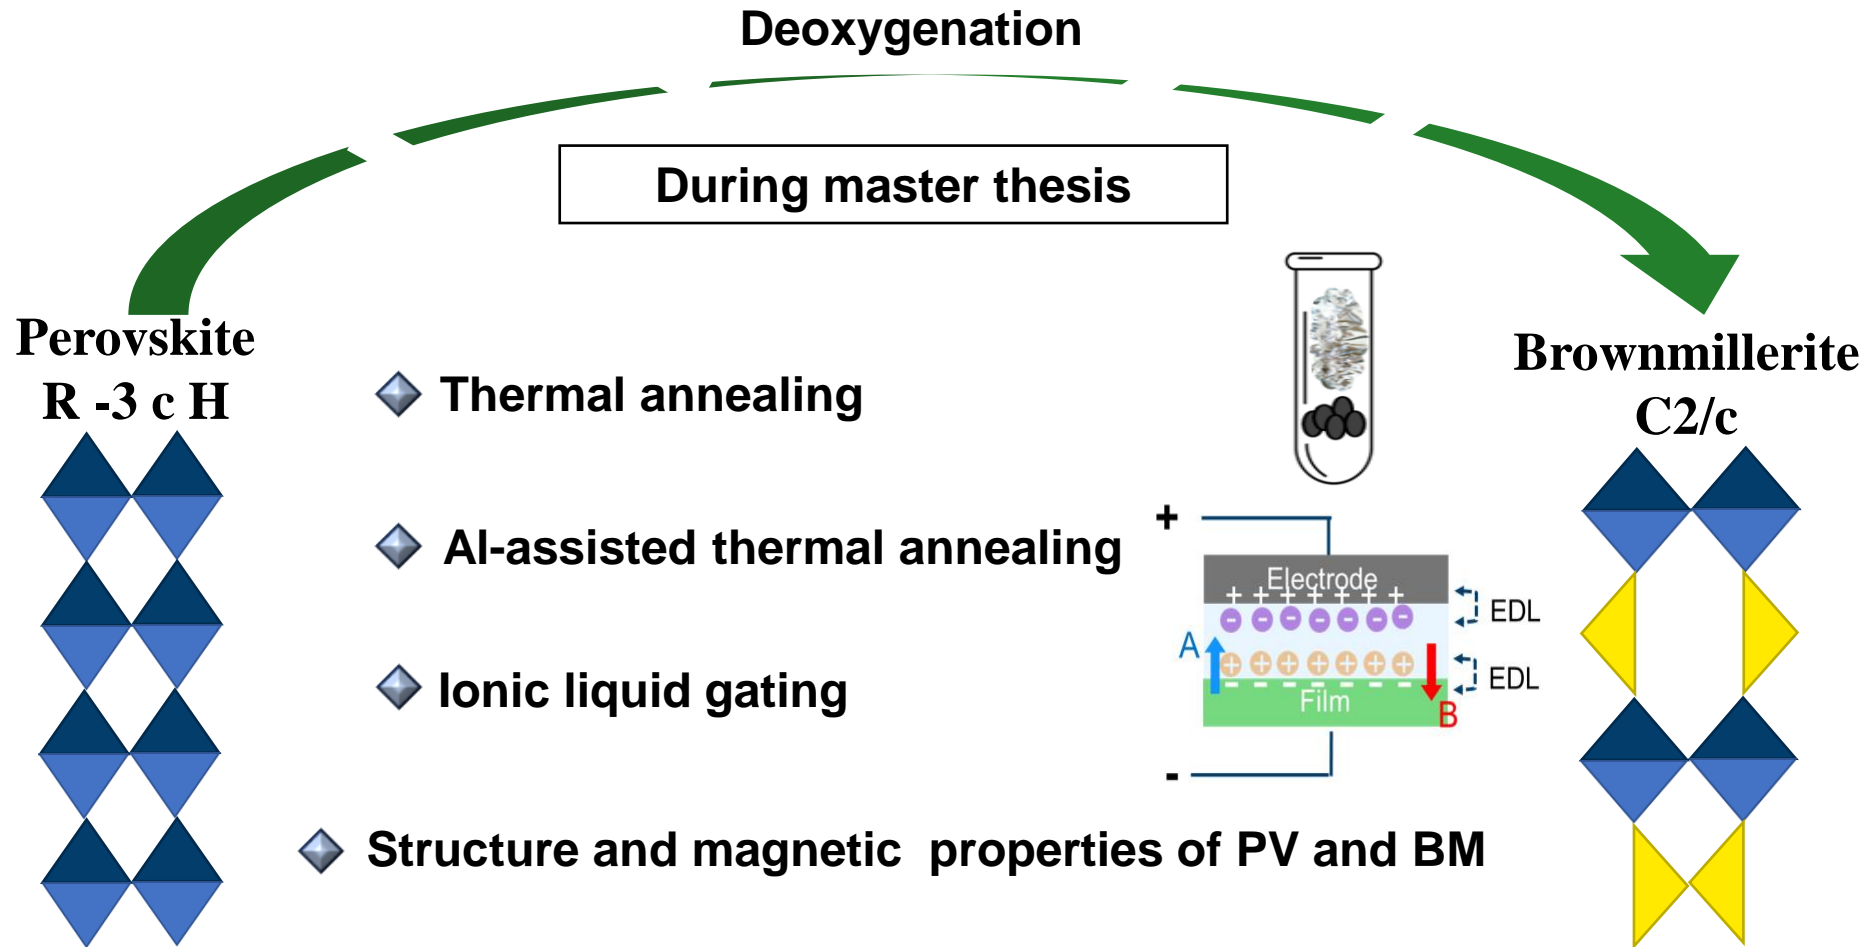 Deoxygenation
During master thesis
Perovskite
R -3 c H
Brownmillerite
C2/c
Thermal annealing
Al-assisted thermal annealing
Ionic liquid gating
Structure and magnetic  properties of PV and BM
+
Electrode
+ + + + + + +
- - - - - - -
EDL
A
+ + + + + + +
- - - - - - -
EDL
Film
B
-